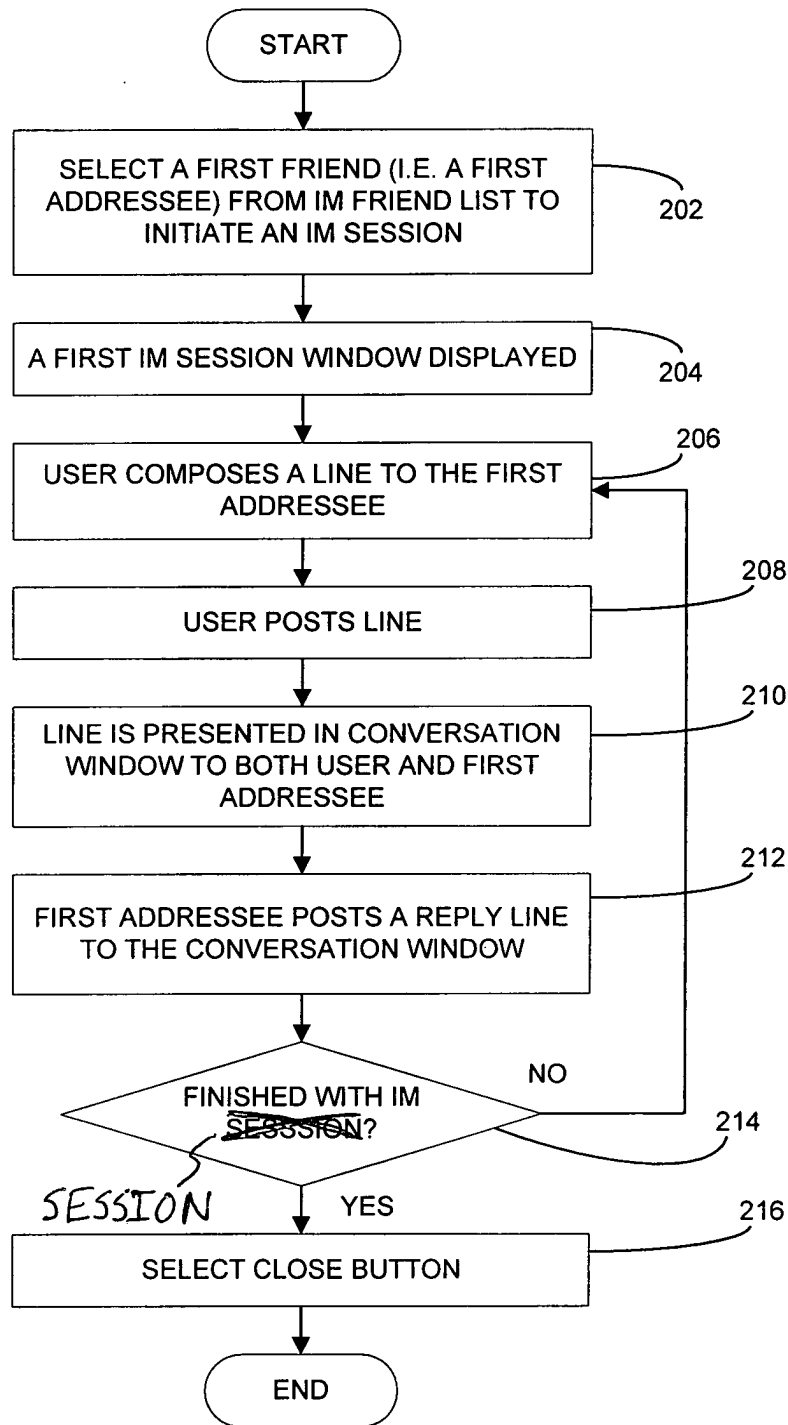 START
SELECT A FIRST FRIEND (I.E. A FIRST
ADDRESSEE) FROM IM FRIEND LIST TO
INITIATE AN IM SESSION
202
A FIRST IM SESSION WINDOW DISPLAYED
204
206
USER COMPOSES A LINE TO THE FIRST
ADDRESSEE
208
USER POSTS LINE
210
LINE IS PRESENTED IN CONVERSATION
WINDOW TO BOTH USER AND FIRST
ADDRESSEE
212
FIRST ADDRESSEE POSTS A REPLY LINE
TO THE CONVERSATION WINDOW
NO
FINISHED WITH IM
SESSSION?
214
SESSION
YES
216
SELECT CLOSE BUTTON
END